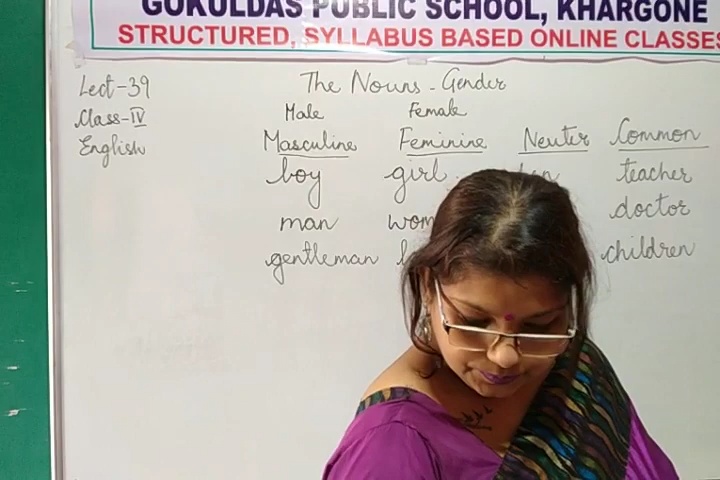 GOKULDAS PUBLIC SCHOOL, KHARGONE
STRUCTURED, SYLLABUS BASED ONLINE CLASSES
Lect-39
Class-IV
English
The Nouns - Gender
Male Female
Masculine Feminine Neuter Common
boy girl teacher
man doctor
gentleman children